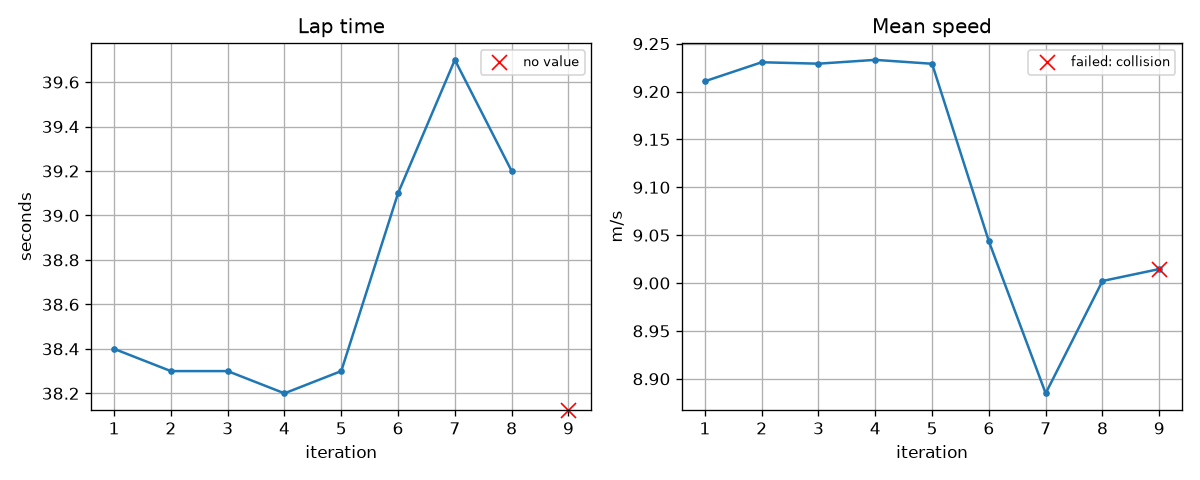 Lap time
no value
39.6
39.4
39.2
39.0
38.8
38.6
38.4
38.2
seconds
1 2 3 4 5 6 7 8 9
iteration
Mean speed
failed: collision
9.25
9.20
9.15
9.10
9.05
9.00
8.95
8.90
m/s
1 2 3 4 5 6 7 8 9
iteration